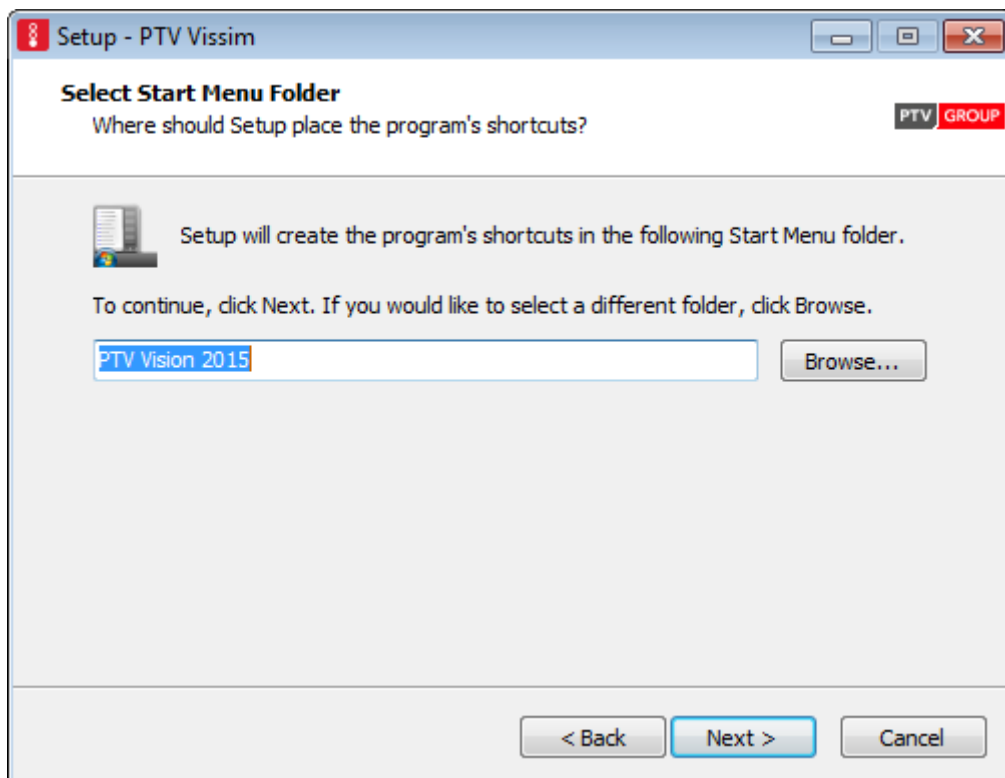 Setup - PTV Vissim
Select Start Menu Folder
Where should Setup place the program's shortcuts?
PTV GROUP
Setup will create the program's shortcuts in the following Start Menu folder.
To continue, click Next. If you would like to select a different folder, click Browse.
PTV Vision 2015
Browse...
< Back
Next >
Cancel